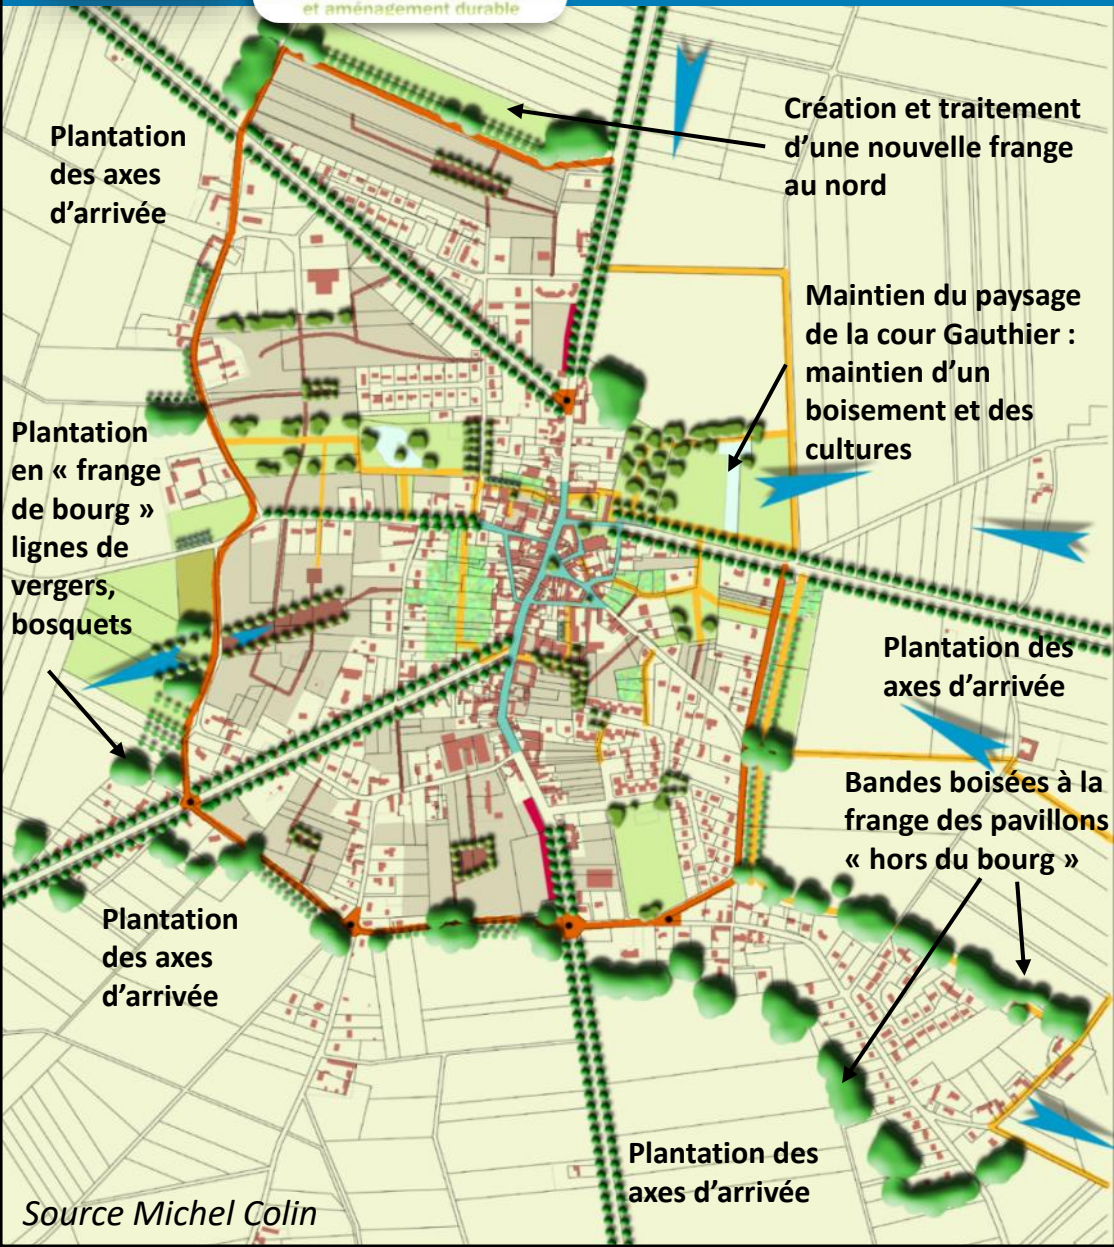 et aménagement durable
Plantation
des axes
d’arrivée
Création et traitement
d’une nouvelle frange
au nord
Maintien du paysage
de la cour Gauthier :
maintien d’un
boisement et des
cultures
Plantation
en « frange
de bourg »
lignes de
vergers,
bosquets
Plantation des
axes d’arrivée
Bandes boisées à la
frange des pavillons
« hors du bourg »
Plantation
des axes
d’arrivée
Plantation des
axes d’arrivée
Source Michel Colin